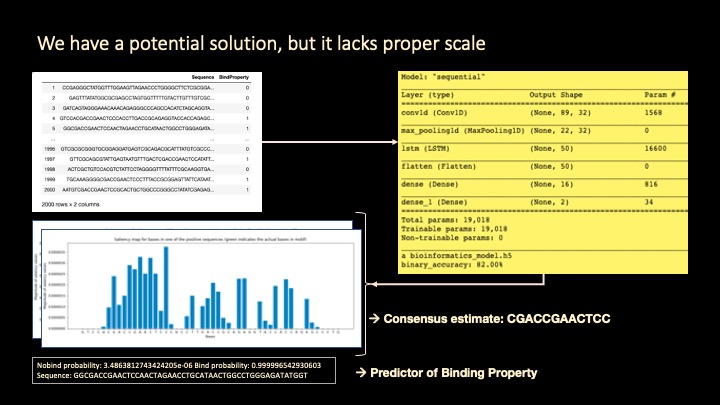 We have a potential solution, but it lacks proper scale
Sequence BindProperty
1 CCGAGGGCTATGGTTTGGAAGTTAGAACCCTGGGGCTTCTCGCGGA... 0
2 GAGTTTATATGGCGCGAGCCTAGTGGTTTTTGTACTTGTTTGTCGC... 0
3 GATCAGTAGGGAAACAAACAGAGGGCCCAGCCACATCTAGCAGGTA... 0
4 GTCCACGACCGAACTCCCACCTTGACCGCAGAGGTACCACCAGAGC... 1
5 GGCGACCGAACTCCAACTAGAACCTGCATAACTGGCCTGGGAGATA... 1
... ... ...
1996 GTCGCGCGGGTGCGGAGGATGAGTCGCAGACGCATTTATGTCGCCC... 0
1997 GTTCGCAGCGTATTGAGTAATGTTTGACTCGACCGAACTCCATATT... 1
1998 ACTCGCTGTCCACGTCTATTCCTAGGGGTTTTATTTCGCAAGGTGA... 0
1999 TGCAAAGGGGCGACCGAACTCCCTTTACCGCGGAGTTATTCATAAT... 1
2000 AATGTCGACCGAACTCCCGCACTGCTGGCCCGGGCCTATATCGAGAG... 1
2000 rows x 2 columns
Model: "sequential"
Layer (type) Output Shape Param #
conv1d (Conv1D) (None, 89, 32) 1568
max_pooling1d (MaxPooling1D) (None, 22, 32) 0
lstm (LSTM) (None, 50) 16600
flatten (Flatten) (None, 50) 0
dense (Dense) (None, 16) 816
dense_1 (Dense) (None, 2) 34
Total params: 19,018
Trainable params: 19,018
Non-trainable params: 0
a bioinformatics_model.h5
binary_accuracy: 82.00%
Saliency map for bases in one of the positive sequences (green indicates the actual bases in motif)
Bases
→ Consensus estimate: CGACCGAACTCC
Nobind probability: 3.4863812743424205e-06 Bind probability: 0.999996542930603
Sequence: GGCGACCGAACTCCAACTAGAACCTGCATAACTGGCCTGGGAGATATGGT
→ Predictor of Binding Property